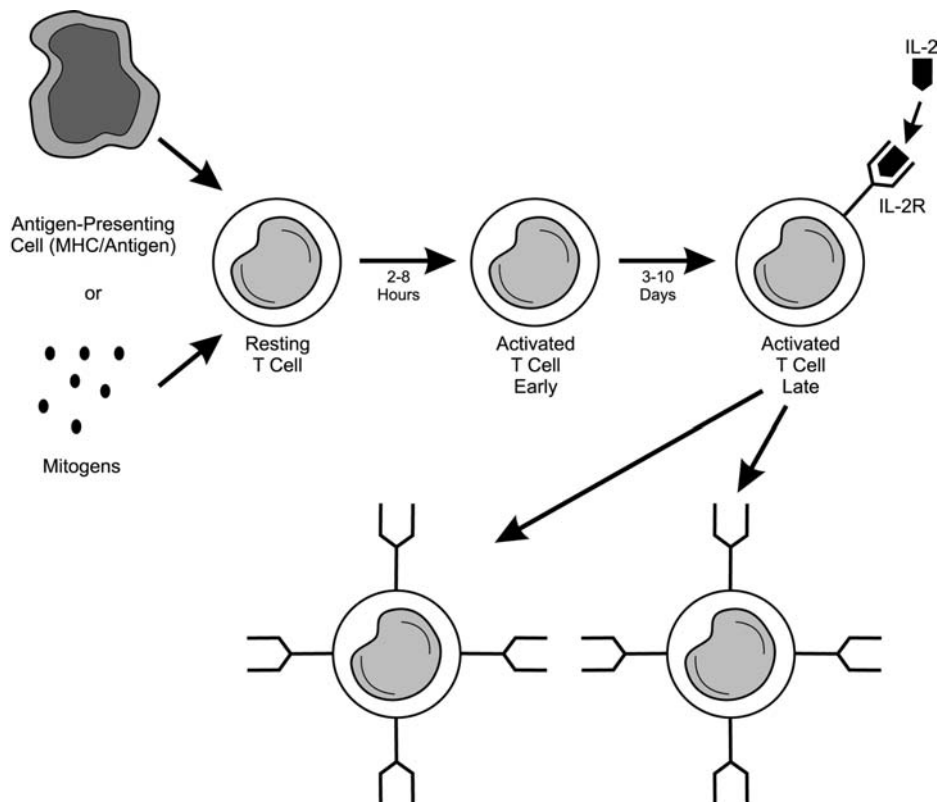 IL-2
IL-2R
Antigen-Presenting
Cell (MHC/Antigen)
or
Mitogens
Resting
T Cell
2-8
Hours
Activated
T Cell
Early
3-10
Days
Activated
T Cell
Late